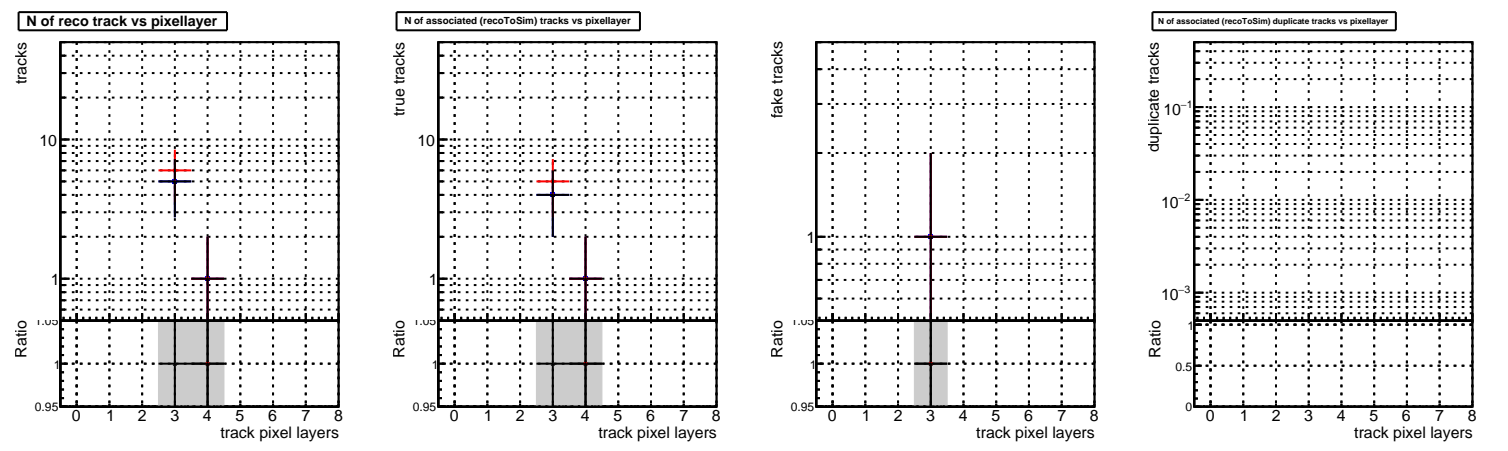 N of reco track vs pixellayer
tracks
10
1
Ratio
1.05
1
0.95
0 1 2 3 4 5 6 7 8
track pixel layers
N of associated (recoToSim) tracks vs pixellayer
true tracks
10
1
Ratio
1.05
1
0.95
0 1 2 3 4 5 6 7 8
track pixel layers
fake tracks
1
Ratio
1.05
1
0.95
0 1 2 3 4 5 6 7 8
track pixel layers
N of associated (recoToSim) duplicate tracks vs pixellayer
duplicate tracks
10⁻¹
10⁻²
10⁻³
Ratio
1
0.5
0
0 1 2 3 4 5 6 7 8
track pixel layers